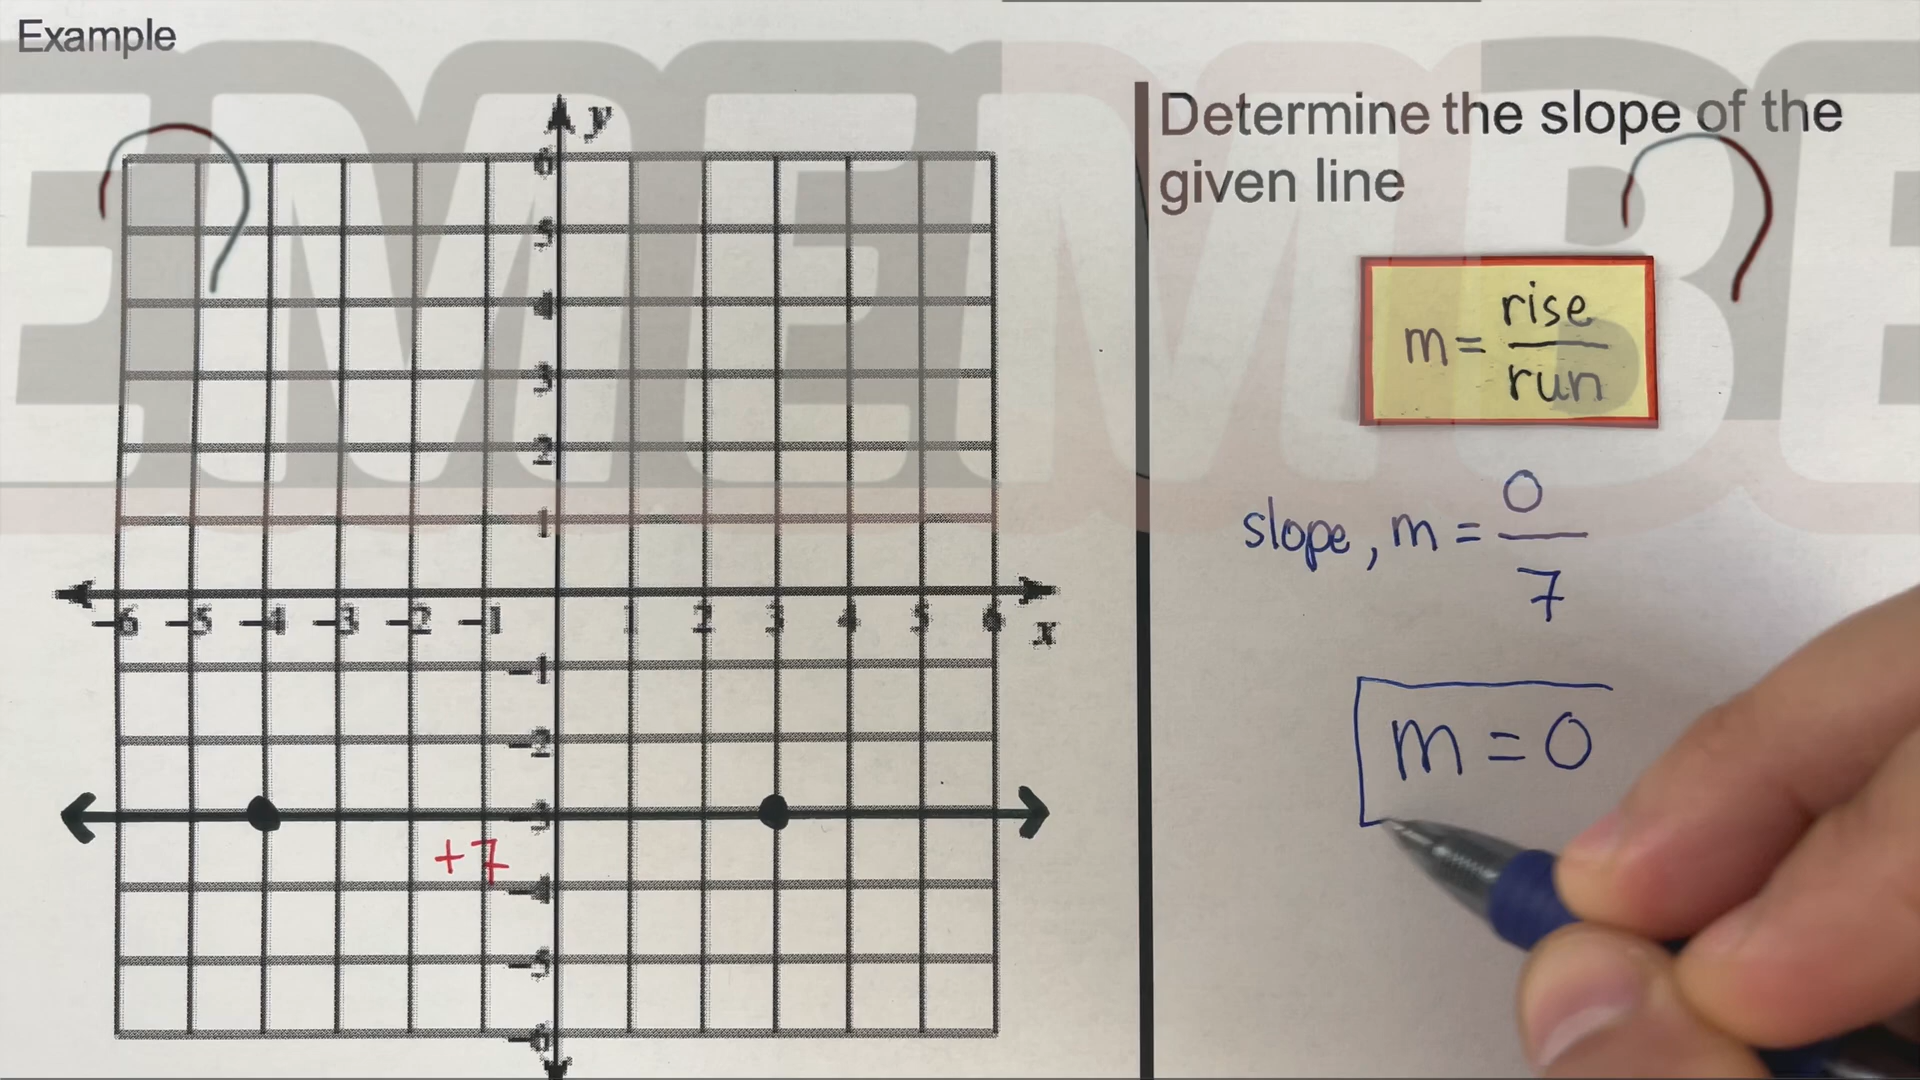 Example
EMEMBE
y
Determine the slope of the
given line
6
5
4
3
2
1
m = rise
run
slope, m = 0
7
-6 -5 -4 -3 -2 -1 1 2 3 4 5 6 x
-1
-2
m = 0
-3
+7
-4
-5
-6